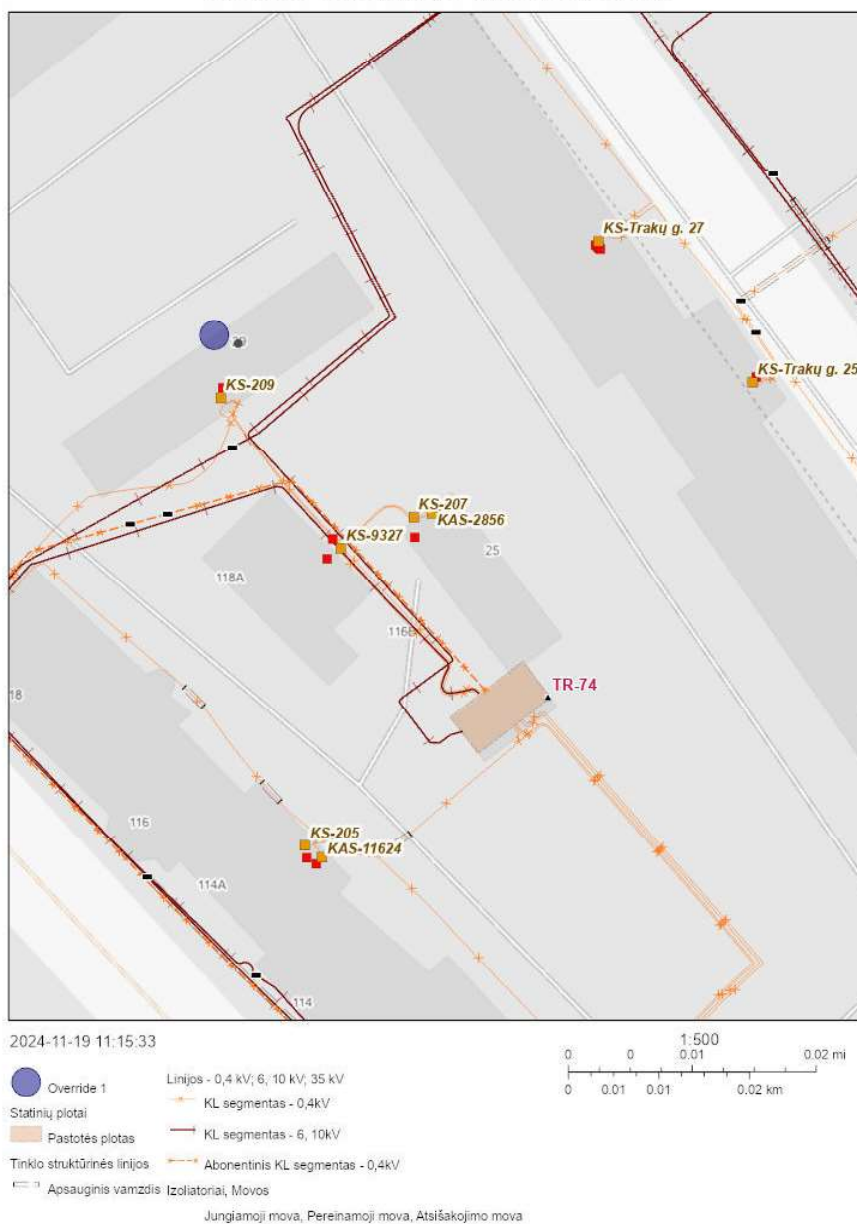 KS-Trakų g. 27
KS-Trakų g. 25
KS-209
KS-207
KAS-2856
KS-9327
25
118A
116B
TR-74
18
116
KS-205
KAS-11624
114A
114
2024-11-19 11:15:33
1:500
0 0 0.01 0.02 mi
0 0.01 0.01 0.02 km
Override 1
Linijos - 0,4 kV; 6, 10 kV; 35 kV
KL segmentas - 0,4kV
Statinių plotai
Pastotės plotas
KL segmentas - 6, 10kV
Tinklo struktūrinės linijos
Abonentinis KL segmentas - 0,4kV
Apsauginis vamzdis
Izoliatoriai, Movos
Jungiamoji mova, Pereinamoji mova, Atsišakojimo mova